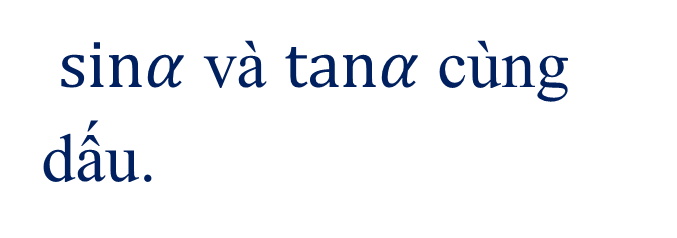 sin𝛼 và tan𝛼 cùng
dấu.